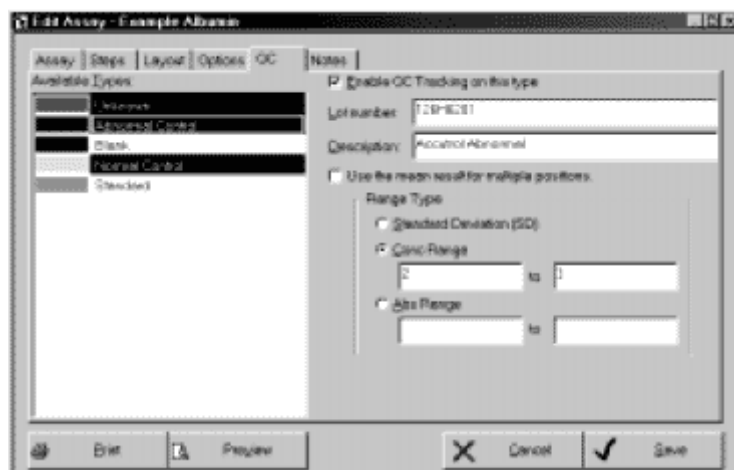 Edit Assay - Example Albumin
Assay Steps Layout Options QC Notes
Available Types:
Unknown
Abnormal Control
Blank
Normal Control
Standard
Enable QC Tracking on this type
Lot number:
Description: Accutrol Abnormal
Use the mean result for multiple positions.
Range Type
Standard Deviation (SD)
Conc Range
2 to
Abs Range
to
Print Preview Cancel Save